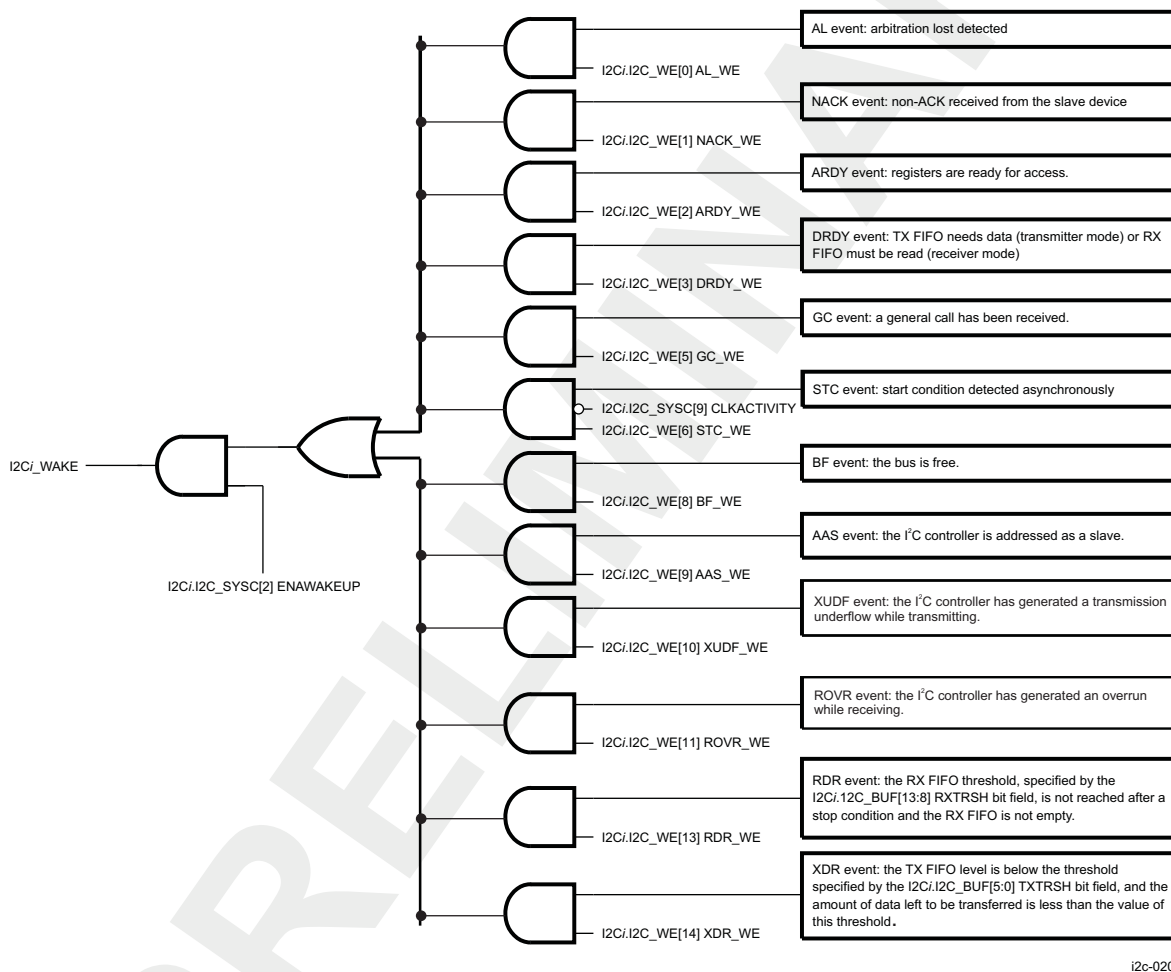 AL event: arbitration lost detected
I2Ci.I2C_WE[0] AL_WE
NACK event: non-ACK received from the slave device
I2Ci.I2C_WE[1] NACK_WE
ARDY event: registers are ready for access.
I2Ci.I2C_WE[2] ARDY_WE
DRDY event: TX FIFO needs data (transmitter mode) or RX
FIFO must be read (receiver mode)
I2Ci.I2C_WE[3] DRDY_WE
GC event: a general call has been received.
I2Ci.I2C_WE[5] GC_WE
STC event: start condition detected asynchronously
I2Ci.I2C_SYSC[9] CLKACTIVITY
I2Ci.I2C_WE[6] STC_WE
I2Ci_WAKE
BF event: the bus is free.
I2Ci.I2C_WE[8] BF_WE
AAS event: the I²C controller is addressed as a slave.
I2Ci.I2C_WE[9] AAS_WE
I2Ci.I2C_SYSC[2] ENAWAKEUP
XUDF event: the I²C controller has generated a transmission
underflow while transmitting.
I2Ci.I2C_WE[10] XUDF_WE
ROVR event: the I²C controller has generated an overrun
while receiving.
I2Ci.I2C_WE[11] ROVR_WE
RDR event: the RX FIFO threshold, specified by the
I2Ci.12C_BUF[13:8] RXTRSH bit field, is not reached after a
stop condition and the RX FIFO is not empty.
I2Ci.I2C_WE[13] RDR_WE
XDR event: the TX FIFO level is below the threshold
specified by the I2Ci.I2C_BUF[5:0] TXTRSH bit field, and the
amount of data left to be transferred is less than the value of
this threshold.
I2Ci.I2C_WE[14] XDR_WE
i2c-020